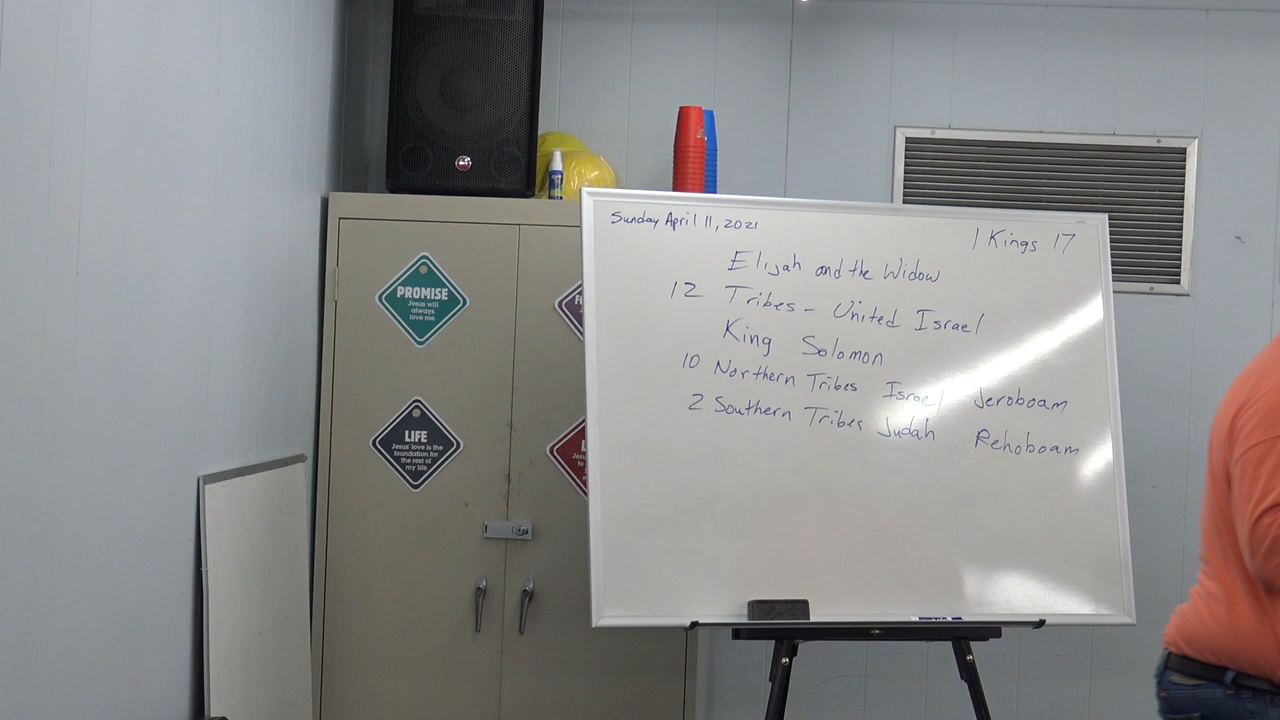 Sunday April 11, 2021
1 Kings 17
Elijah and the Widow
12 Tribes - United Israel
King Solomon
10 Northern Tribes Israel Jeroboam
2 Southern Tribes Judah Rehoboam
PROMISE
Jesus will
always
love me
LIFE
Jesus' love is the
foundation for
the rest of
my life